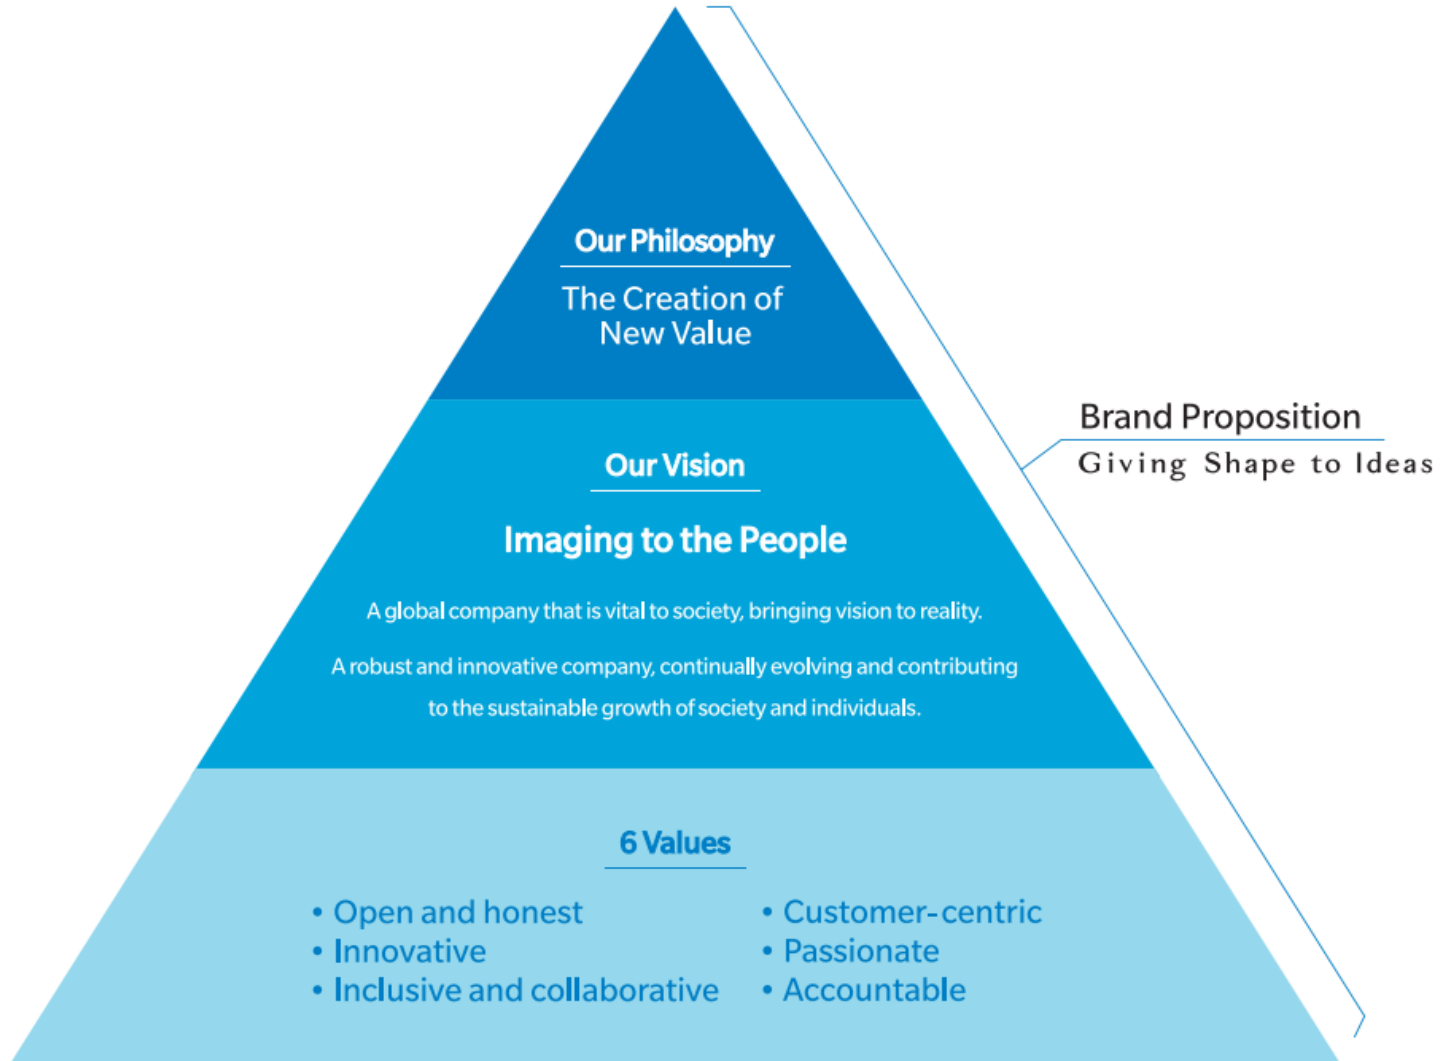 Our Philosophy
The Creation of
New Value
Our Vision
Imaging to the People
A global company that is vital to society, bringing vision to reality.
A robust and innovative company, continually evolving and contributing
to the sustainable growth of society and individuals.
6 Values
• Open and honest
• Innovative
• Inclusive and collaborative
• Customer-centric
• Passionate
• Accountable
Brand Proposition
Giving Shape to Ideas